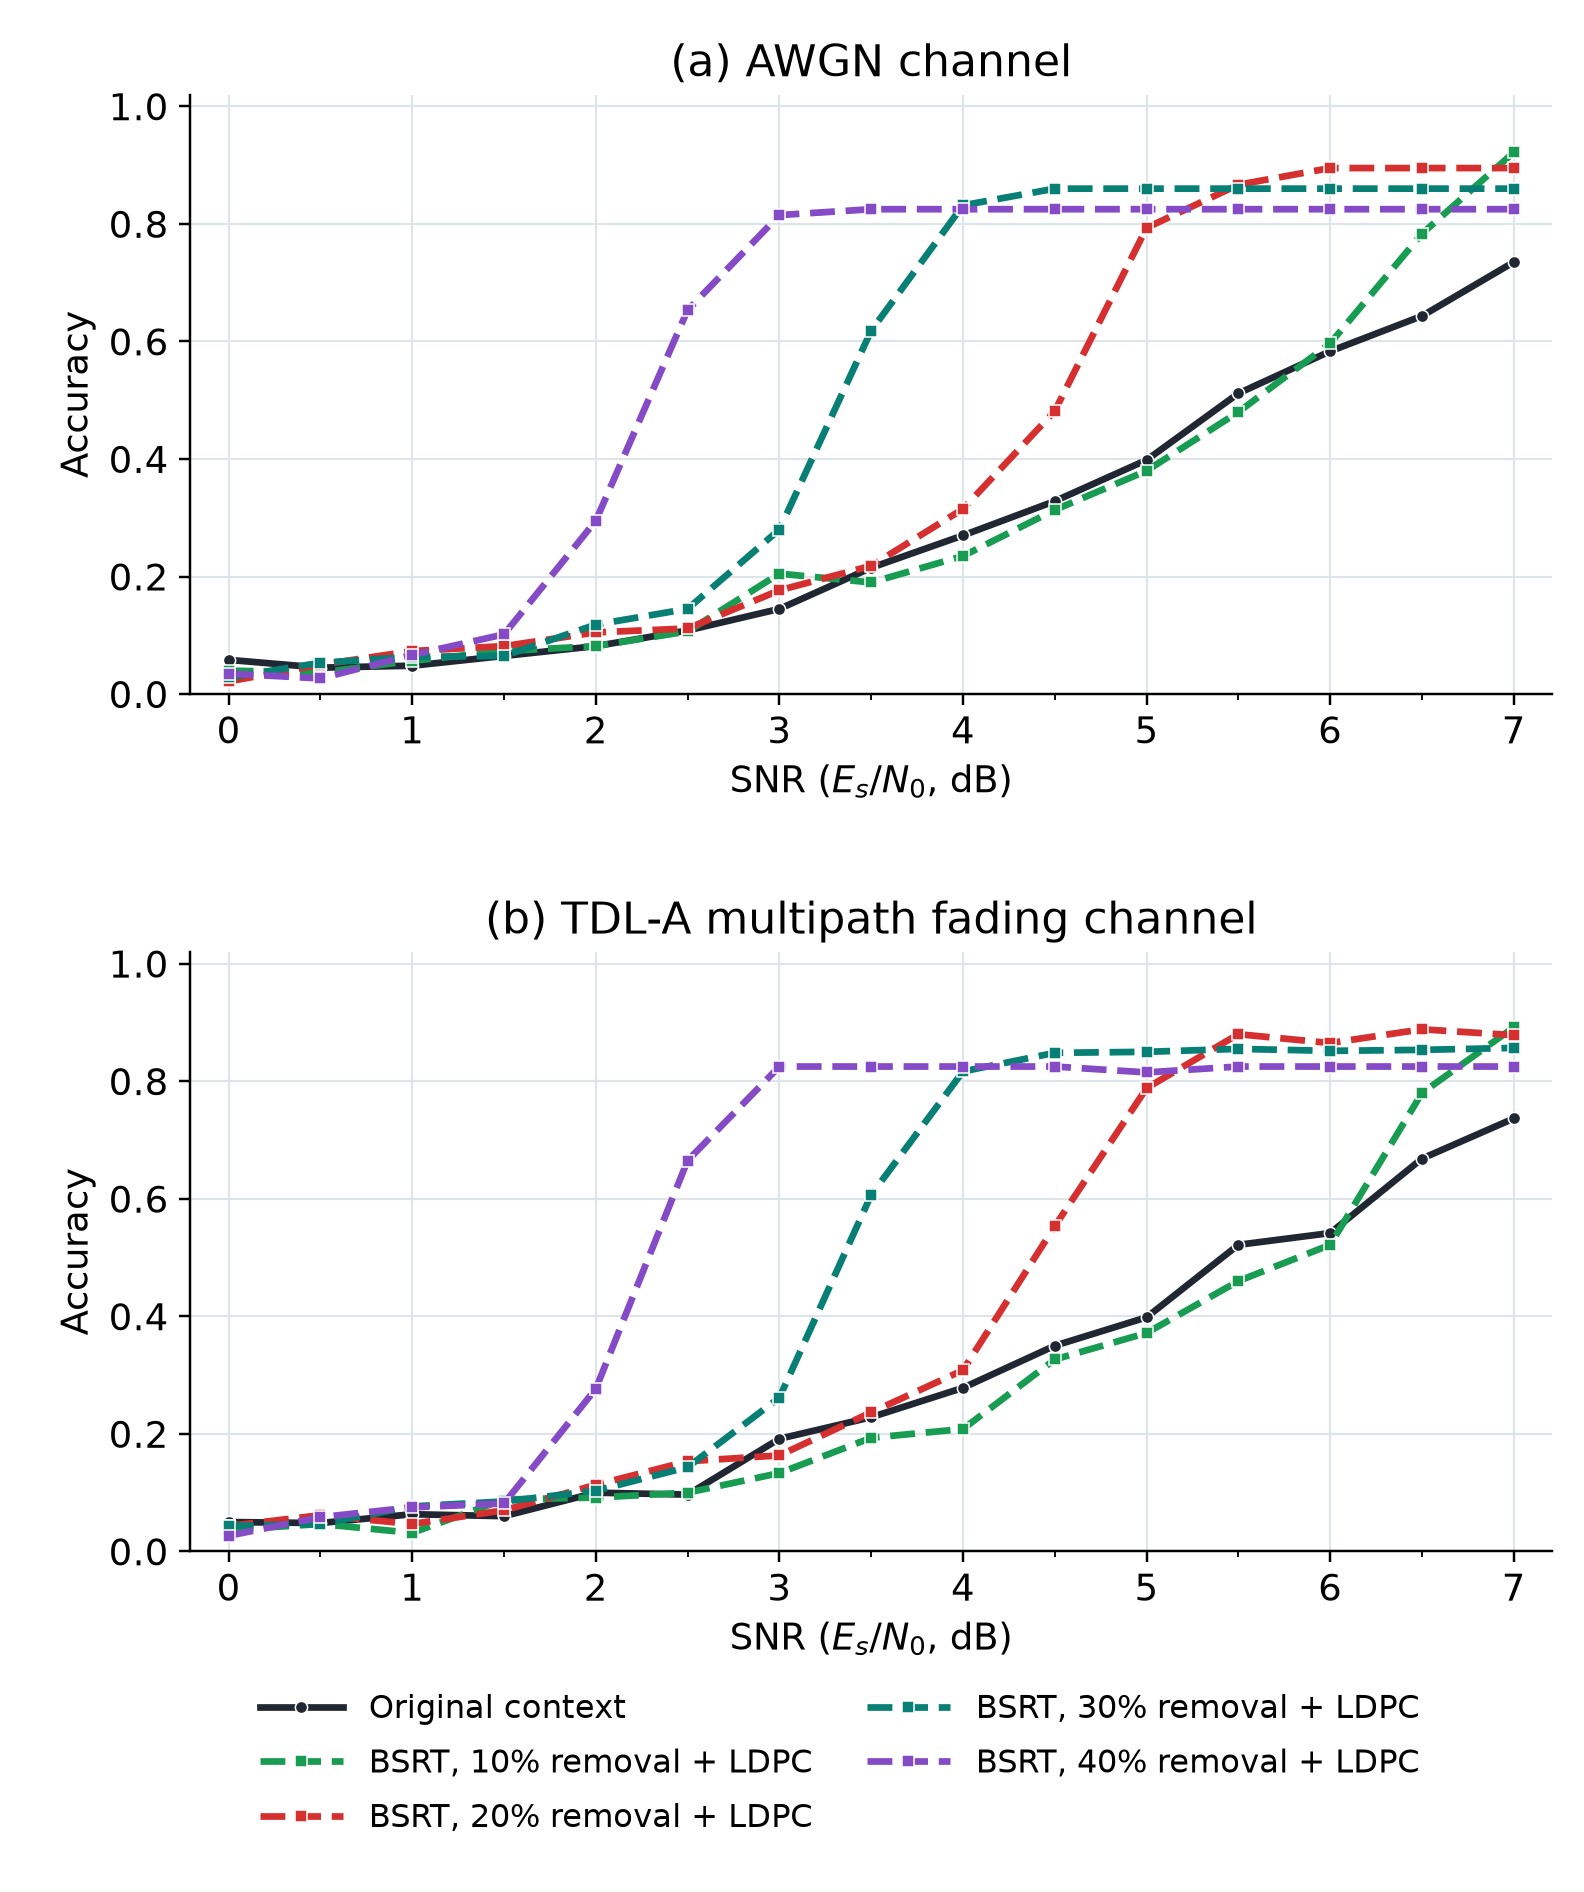 (a) AWGN channel
1.0
0.8
0.6
0.4
0.2
0.0
Accuracy
0 1 2 3 4 5 6 7
SNR (Es/N0, dB)
(b) TDL-A multipath fading channel
1.0
0.8
0.6
0.4
0.2
0.0
Accuracy
0 1 2 3 4 5 6 7
SNR (Es/N0, dB)
Original context
BSRT, 10% removal + LDPC
BSRT, 20% removal + LDPC
BSRT, 30% removal + LDPC
BSRT, 40% removal + LDPC